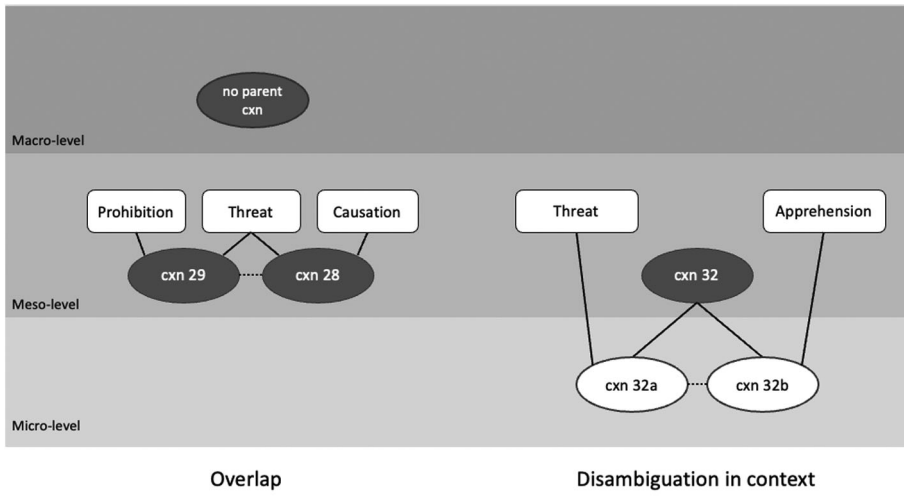 no parent
cxn
Macro-level
Prohibition
Threat
Causation
Threat
Apprehension
cxn 29
cxn 28
cxn 32
Meso-level
cxn 32a
cxn 32b
Micro-level
Overlap
Disambiguation in context